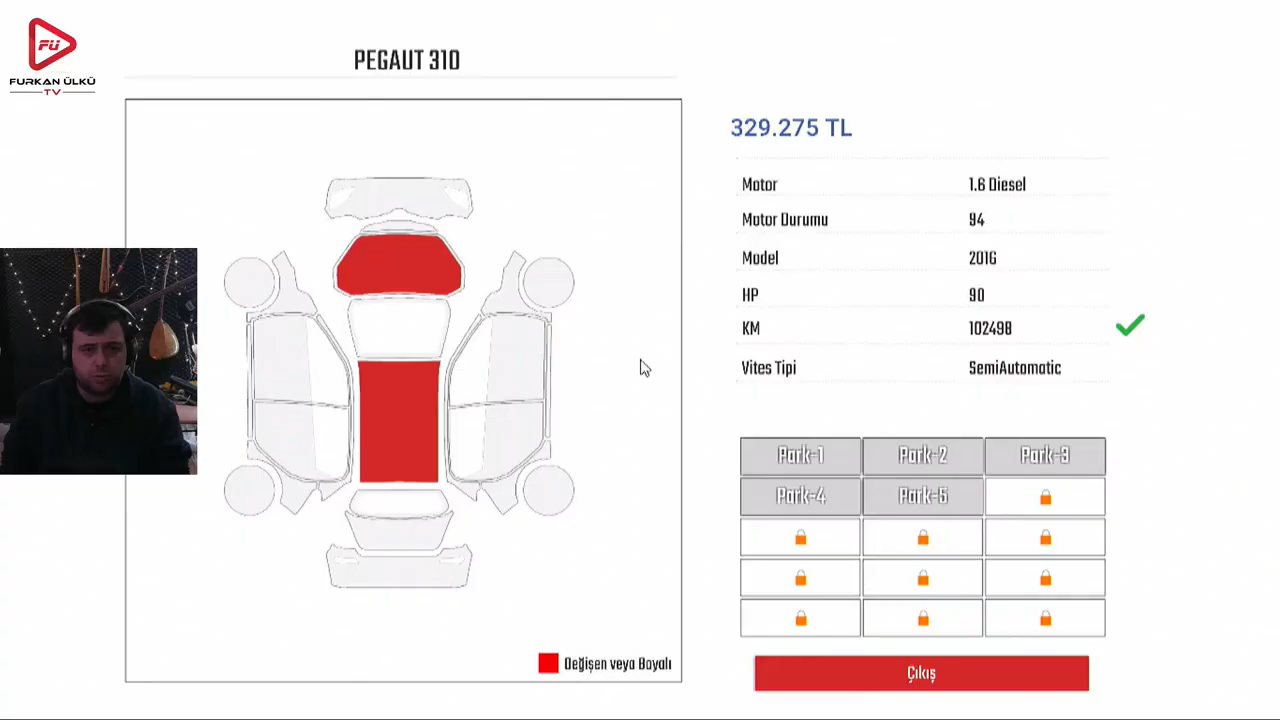 FU
FURKAN ÜLKÜ
TV
PEGAUT 310
329.275 TL
Motor 1.6 Diesel
Motor Durumu 94
Model 2016
HP 90
KM 102498
Vites Tipi SemiAutomatic
Park-1 Park-2 Park-3
Park-4 Park-5
Değişen veya Boyalı
Çıkış